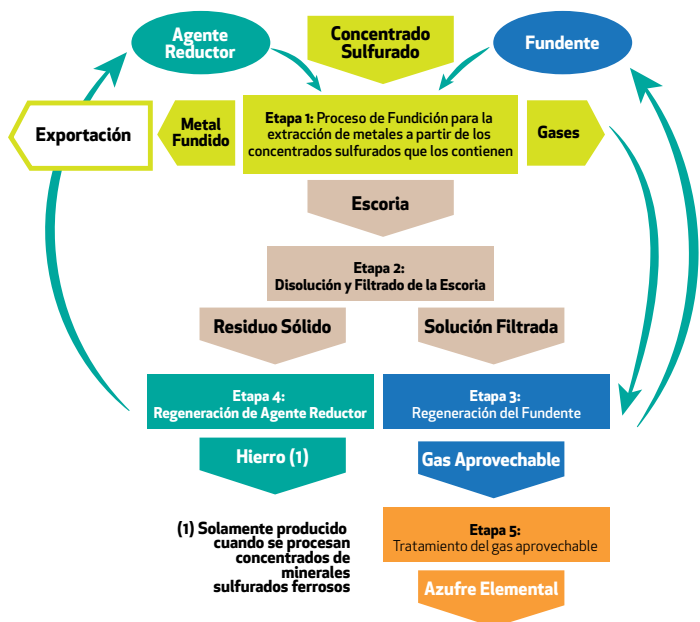 Agente
Reductor
Concentrado
Sulfurado
Fundente
Exportación
Metal
Fundido
Etapa 1: Proceso de Fundición para la
extracción de metales a partir de los
concentrados sulfurados que los contienen
Gases
Escoria
Etapa 2:
Disolución y Filtrado de la Escoria
Residuo Sólido
Solución Filtrada
Etapa 4:
Regeneración de Agente Reductor
Etapa 3:
Regeneración del Fundente
Hierro (1)
Gas Aprovechable
(1) Solamente producido
cuando se procesan
concentrados de
minerales
sulfurados ferrosos
Etapa 5:
Tratamiento del gas aprovechable
Azufre Elemental